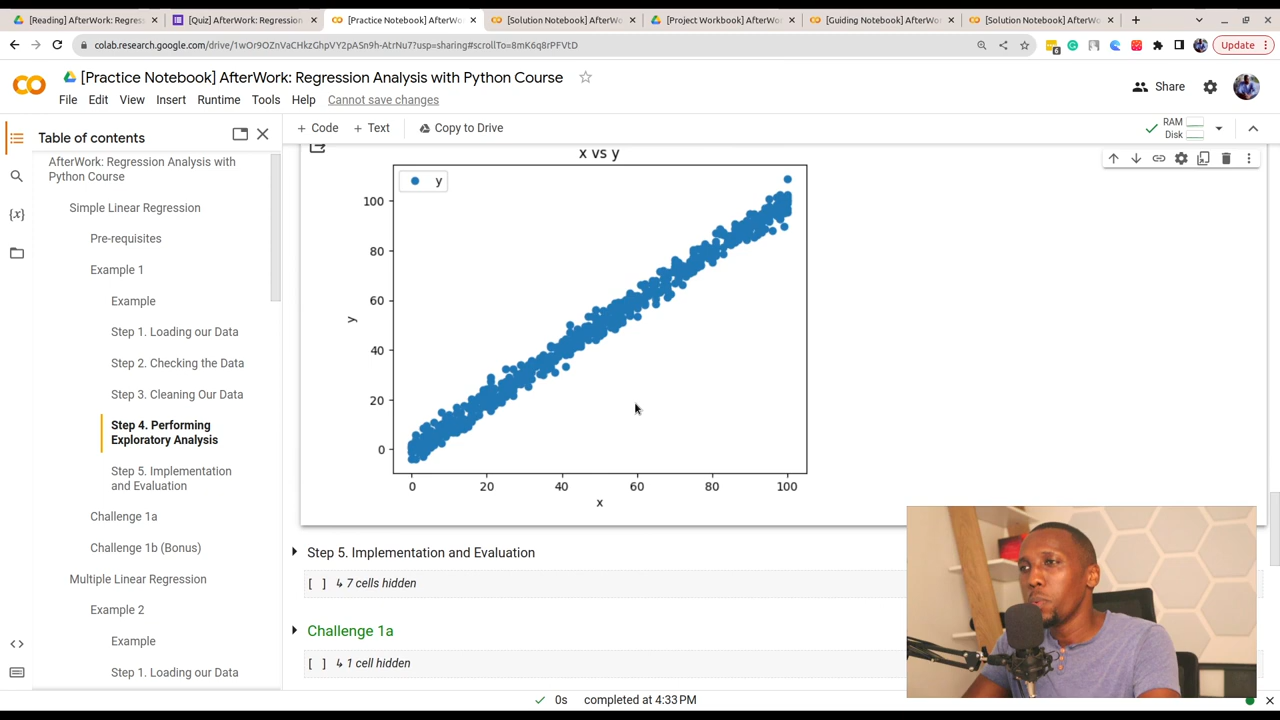 [Reading] AfterWork: Regress
[Quiz] AfterWork: Regression
[Practice Notebook] AfterWo
[Solution Notebook] AfterWo
[Project Workbook] AfterWo
[Guiding Notebook] AfterWo
[Solution Notebook] AfterWo
colab.research.google.com/drive/1wOr9OZnVaCHkzGhpVY2pASn9h-AtrNu7?usp=sharing#scrollTo=8mK6q8rPFVtD
6
Update
[Practice Notebook] AfterWork: Regression Analysis with Python Course
File Edit View Insert Runtime Tools Help Cannot save changes
Share
Table of contents
+ Code + Text Copy to Drive
RAM
Disk
AfterWork: Regression Analysis with
Python Course
Simple Linear Regression
Pre-requisites
Example 1
Example
Step 1. Loading our Data
Step 2. Checking the Data
Step 3. Cleaning Our Data
Step 4. Performing
Exploratory Analysis
Step 5. Implementation
and Evaluation
Challenge 1a
Challenge 1b (Bonus)
Multiple Linear Regression
Example 2
Example
Step 1. Loading our Data
{x}
<>
x vs y
y
100
80
60
40
20
0
y
0 20 40 60 80 100
x
Step 5. Implementation and Evaluation
[ ] ↳ 7 cells hidden
Challenge 1a
[ ] ↳ 1 cell hidden
0s completed at 4:33 PM